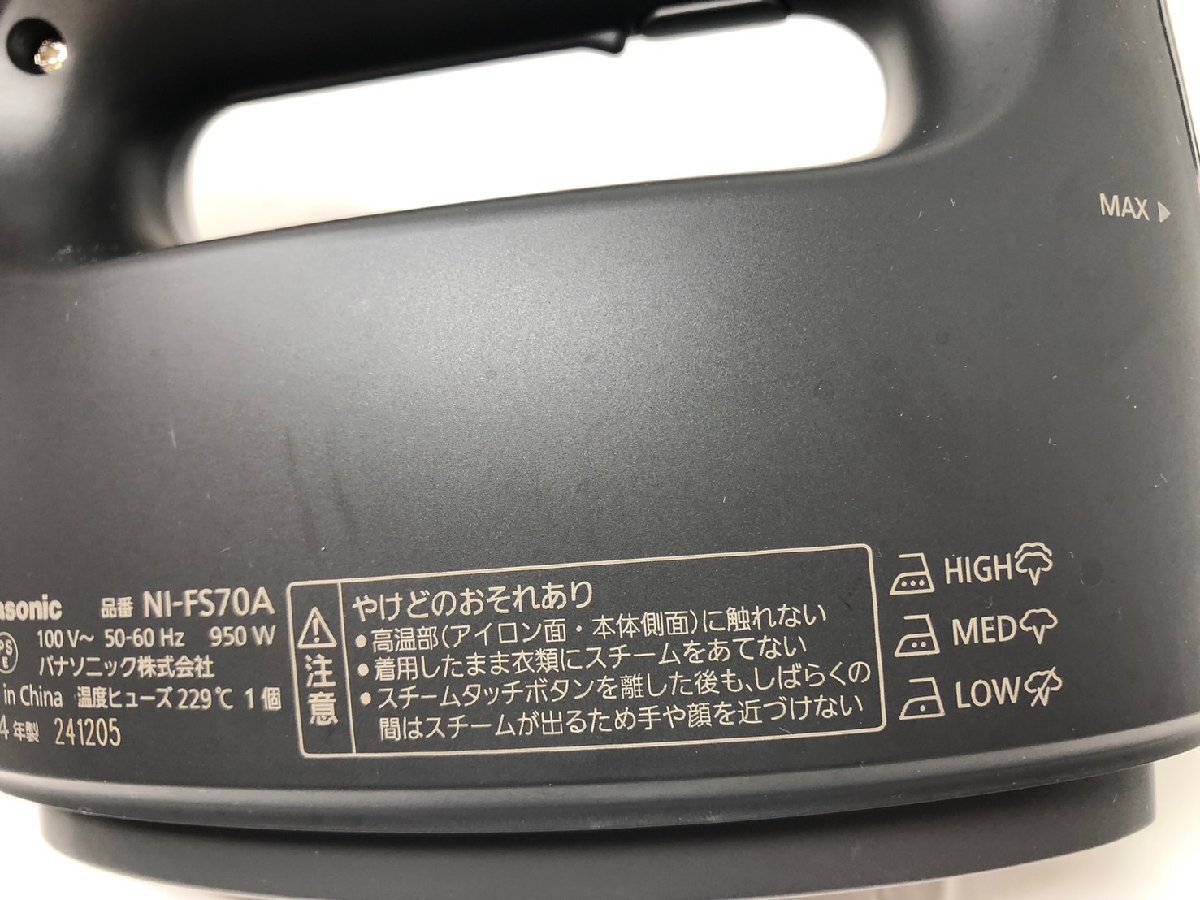 MAX
asonic 品番 NI-FS70A
PS
E
100 V~ 50-60 Hz 950 W
パナソニック株式会社
in China 温度ヒューズ 229℃ 1個
4 年製 241205
注意
やけどのおそれあり
•高温部(アイロン面・本体側面)に触れない
•着用したまま衣類にスチームをあてない
•スチームタッチボタンを離した後も、しばらくの
間はスチームが出るため手や顔を近づけない
HIGH
MED
LOW